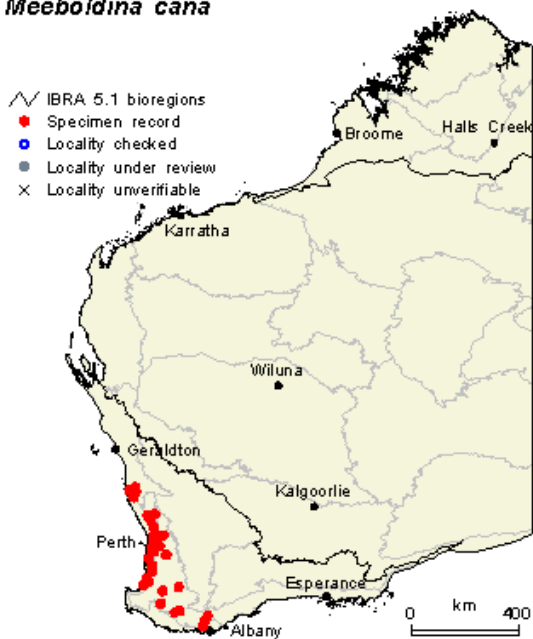 Meeboldina cana
IBRA 5.1 bioregions
Specimen record
Locality checked
Locality under review
Locality unverifiable
Broome
Halls Creek
Karratha
Wiluna
Geraldton
Kalgoorlie
Perth
Esperance
Albany
0 km 400